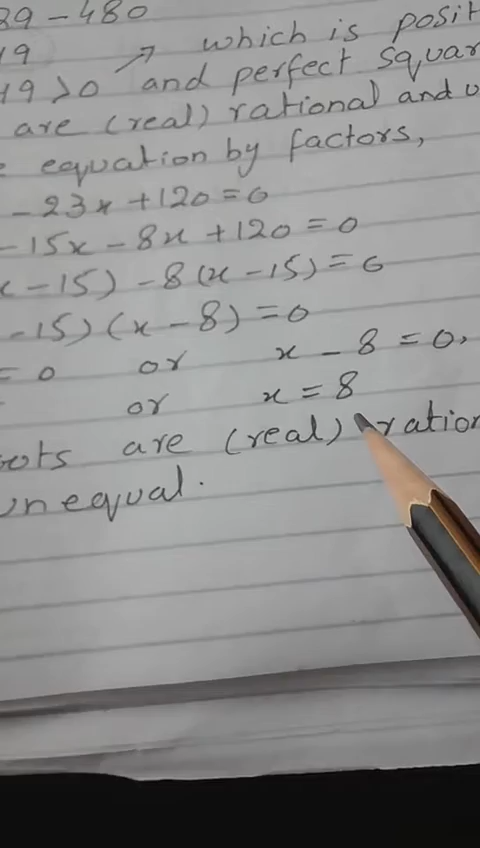 39 - 480
19 ↗ which is posit
49 > 0 and perfect squar
are (real) rational and u
equation by factors,
- 23x + 120 = 0
- 15x - 8x + 120 = 0
x - 15) - 8(x - 15) = 0
- 15) (x - 8) = 0
= 0 or x - 8 = 0,
or x = 8
oots are (real) ration
unequal.